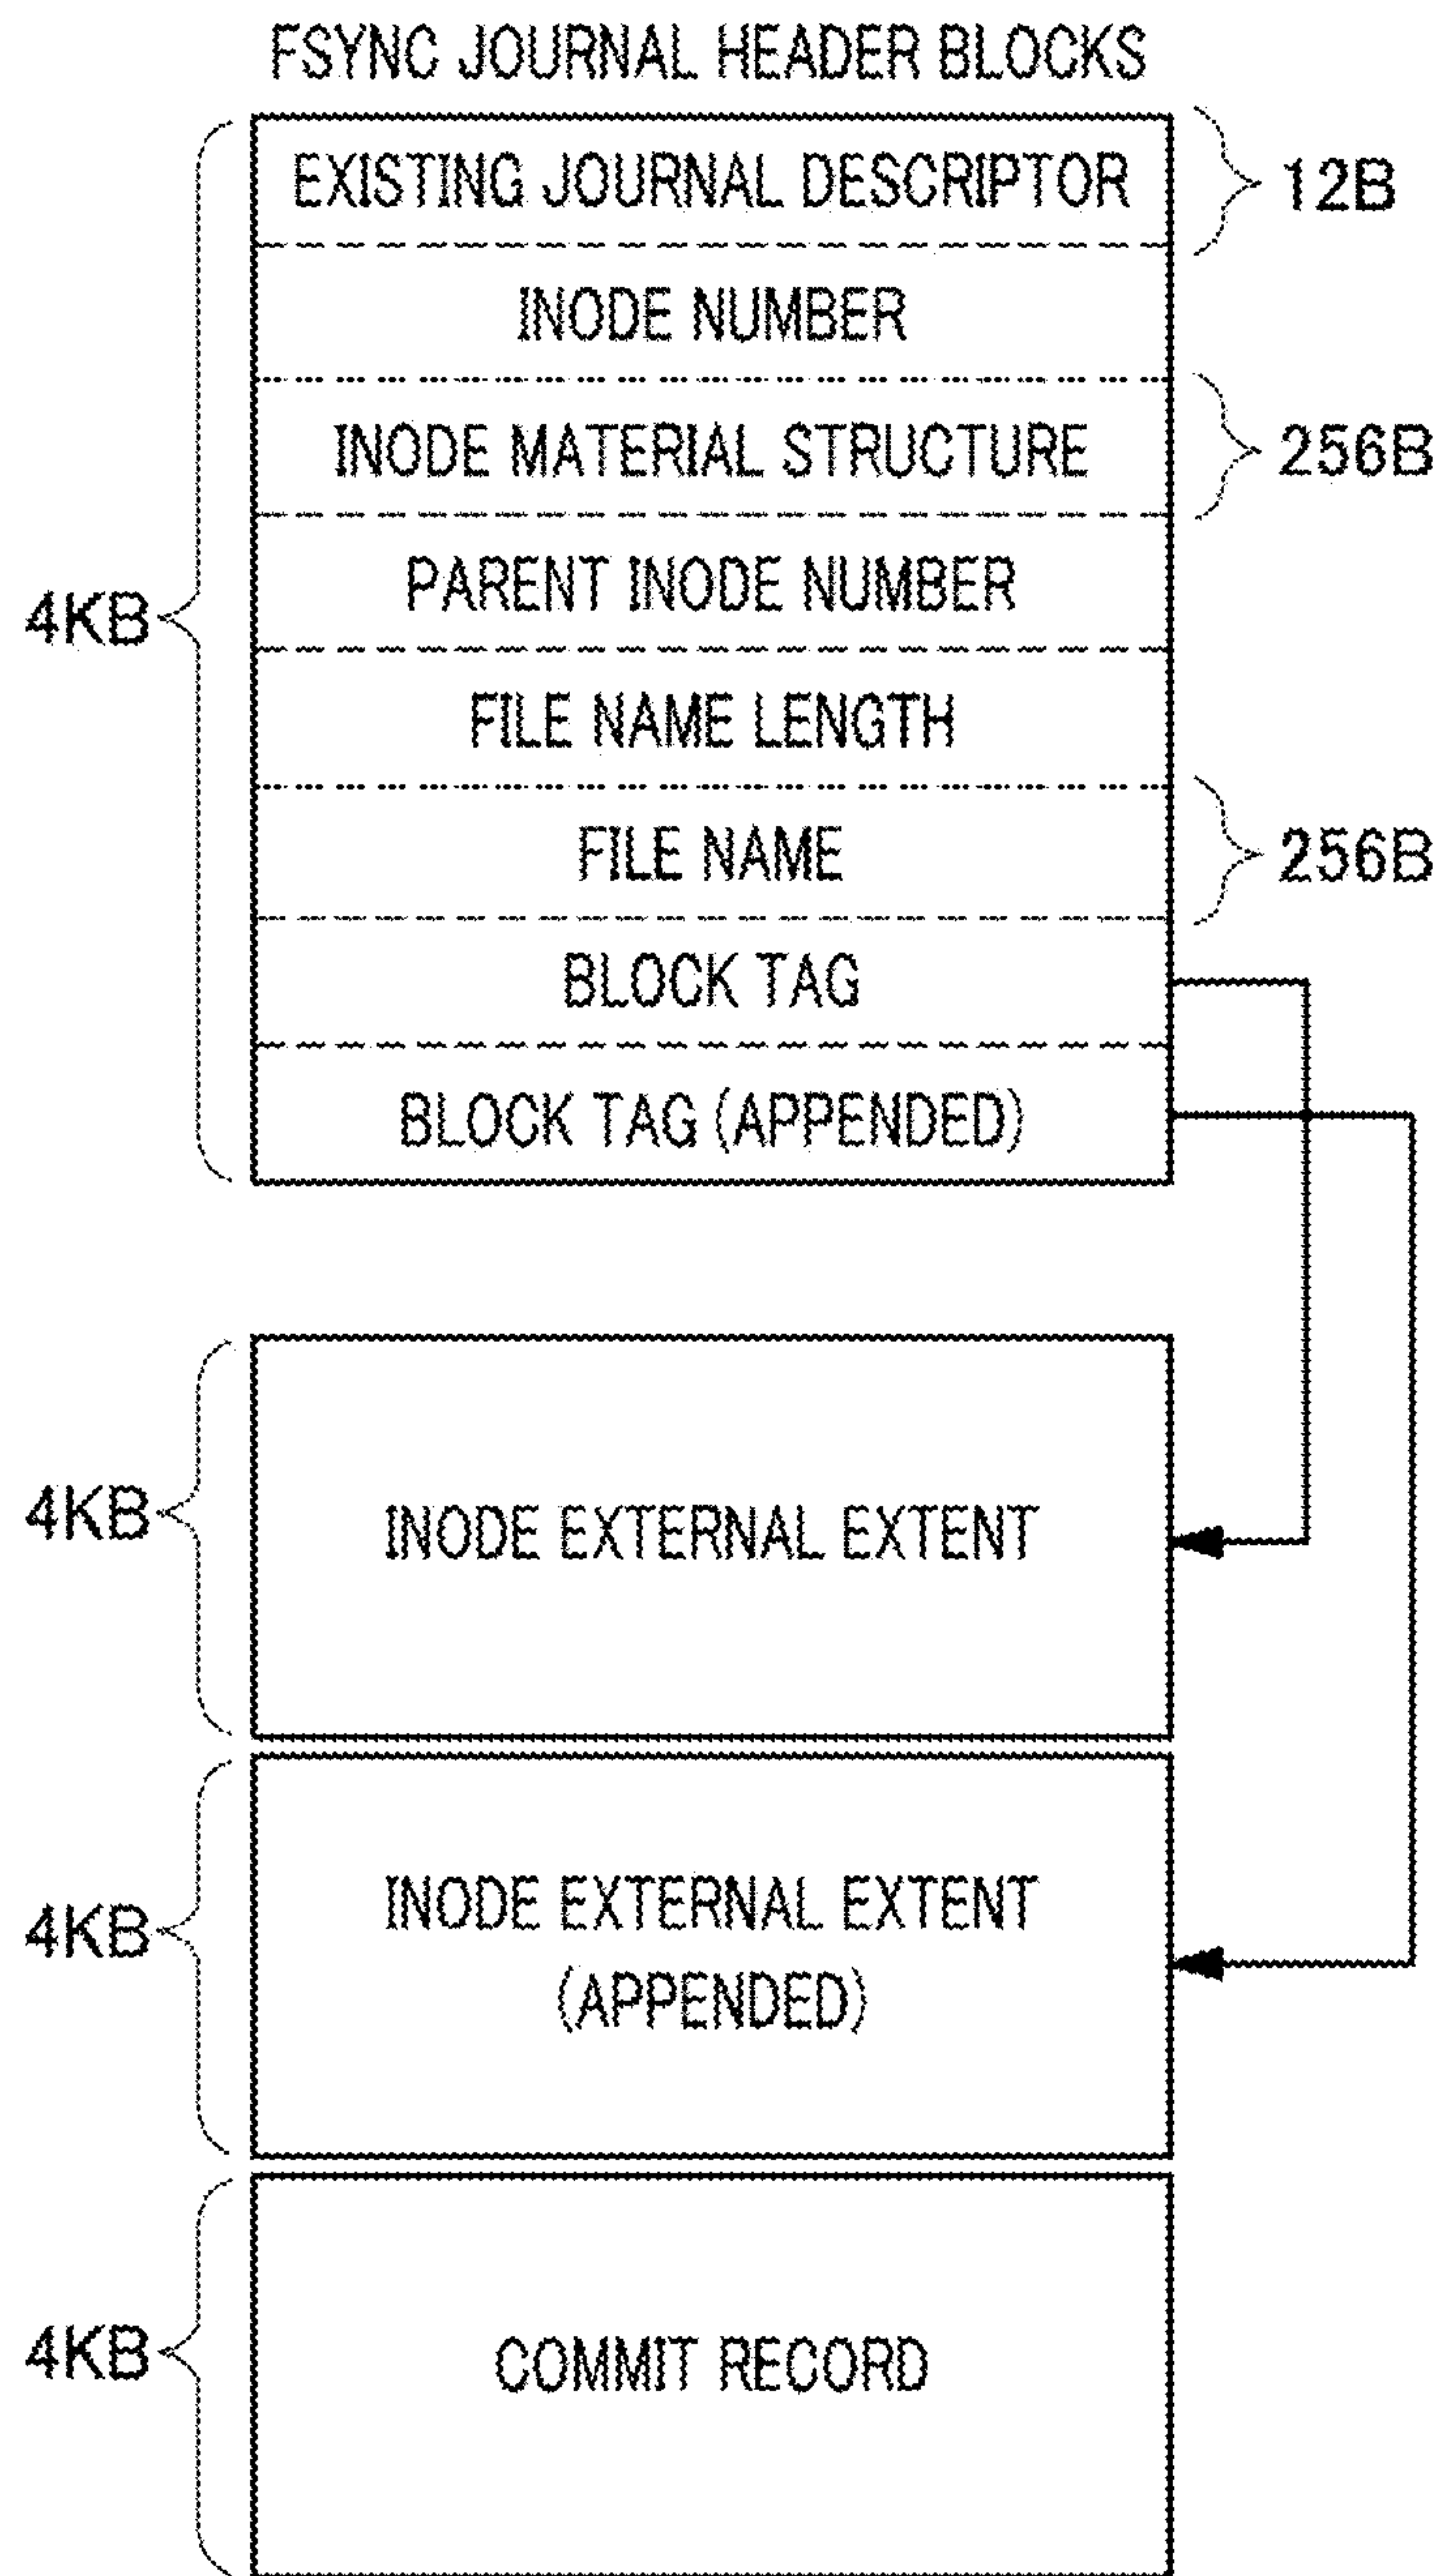 FSYNC JOURNAL HEADER BLOCKS
EXISTING JOURNAL DESCRIPTOR
12B
INODE NUMBER
INODE MATERIAL STRUCTURE
256B
PARENT INODE NUMBER
4KB
FILE NAME LENGTH
FILE NAME
256B
BLOCK TAG
BLOCK TAG (APPENDED)
4KB
INODE EXTERNAL EXTENT
4KB
INODE EXTERNAL EXTENT
(APPENDED)
4KB
COMMIT RECORD